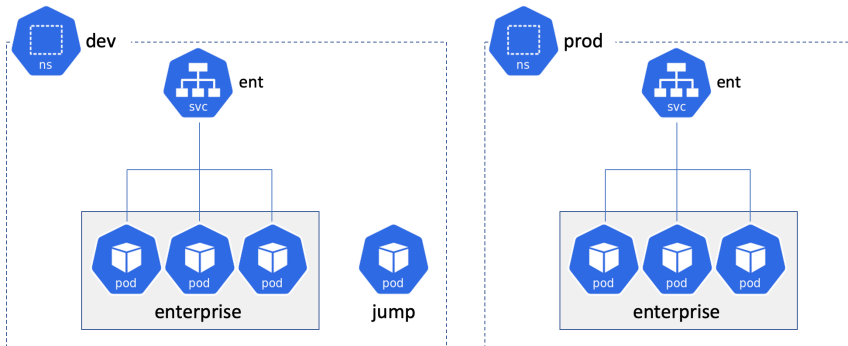 dev
ns
ent
svc
pod
pod
pod
enterprise
pod
jump
prod
ns
ent
svc
pod
pod
pod
enterprise